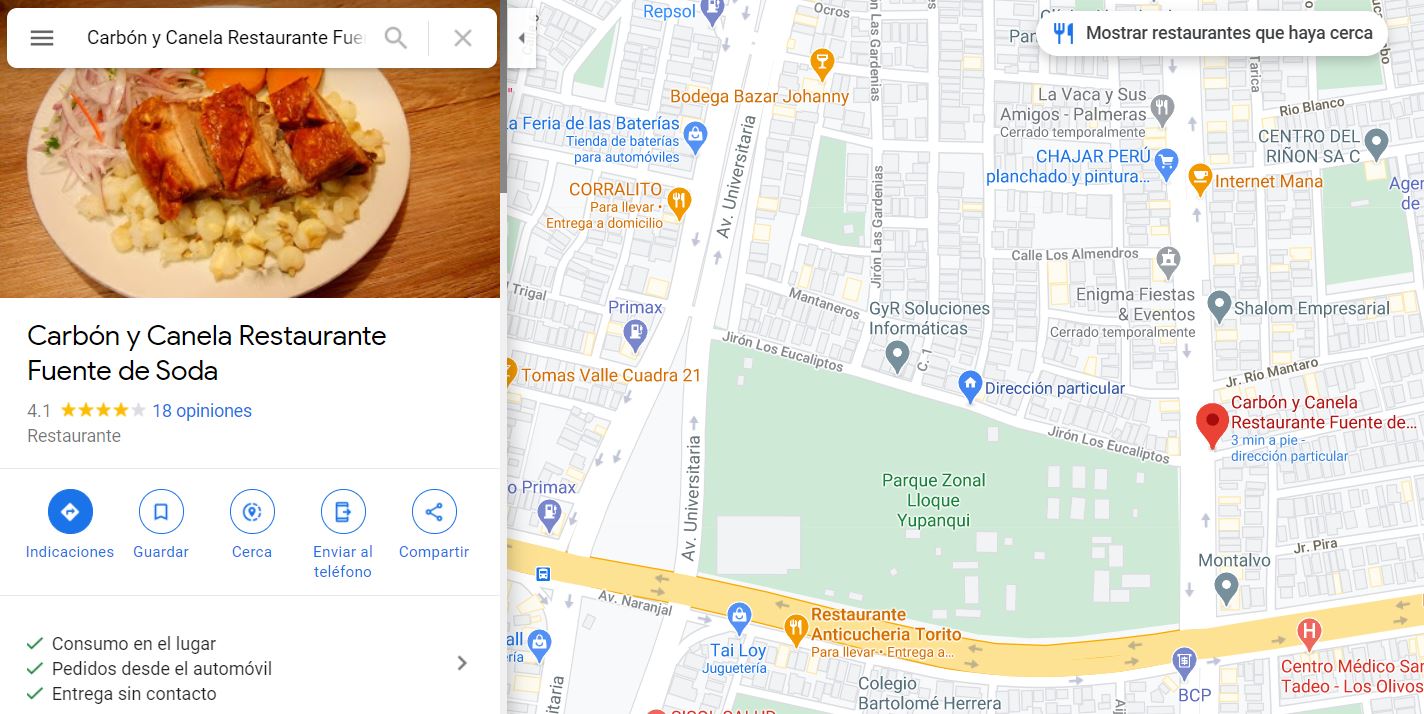 Carbón y Canela Restaurante Fue
Carbón y Canela Restaurante
Fuente de Soda
4.1
18 opiniones
Restaurante
Indicaciones
Guardar
Cerca
Enviar al
teléfono
Compartir
Consumo en el lugar
Pedidos desde el automóvil
Entrega sin contacto
Mostrar restaurantes que haya cerca
Repsol
Ocros
Bodega Bazar Johanny
Jirón Las Gardenias
La Feria de las Baterías
Tienda de baterías
para automóviles
Av. Universitaria
CORRALITO
Para llevar •
Entrega a domicilio
La Vaca y Sus
Amigos - Palmeras
Cerrado temporalmente
Tarica
Rio Blanco
CENTRO DEL
RIÑON SA C
CHAJAR PERÚ
planchado y pintura...
Internet Mana
Jirón Las Gardenias
Calle Los Almendros
Trigal
Primax
Mantaneros
GyR Soluciones
Informáticas
C. 1
Enigma Fiestas
& Eventos
Cerrado temporalmente
Shalom Empresarial
Jirón Los Eucaliptos
Tomas Valle Cuadra 21
Dirección particular
Jr. Río Mantaro
Carbón y Canela
Restaurante Fuente de...
3 min a pie -
dirección particular
Jirón Los Eucaliptos
Parque Zonal
Lloque
Yupanqui
o Primax
Av. Universitaria
Montalvo
Jr. Pira
Av. Naranjal
Restaurante
Anticucheria Torito
Para llevar • Entrega a...
Tai Loy
Juguetería
Colegio
Bartolomé Herrera
BCP
H
Centro Médico San
Tadeo - Los Olivos